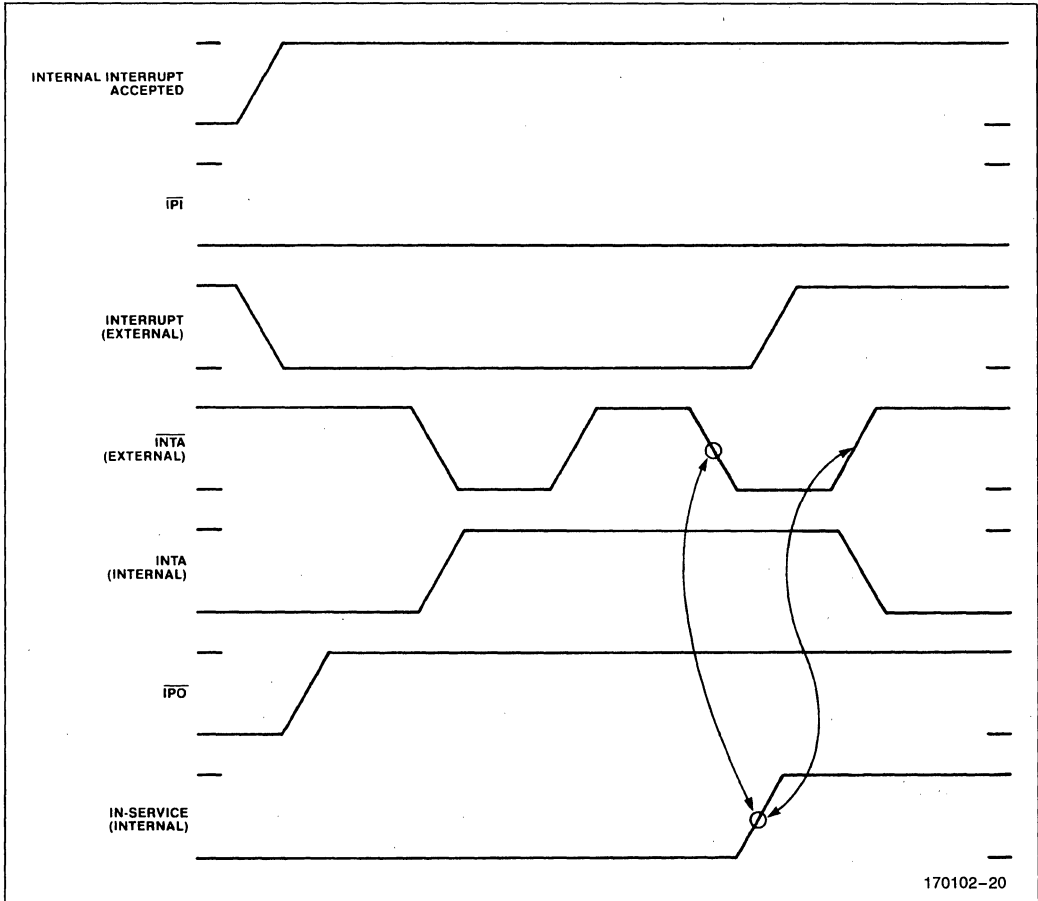 INTERNAL INTERRUPT
ACCEPTED
IPI
INTERRUPT
(EXTERNAL)
INTA
(EXTERNAL)
INTA
(INTERNAL)
IPO
IN-SERVICE
(INTERNAL)
170102-20